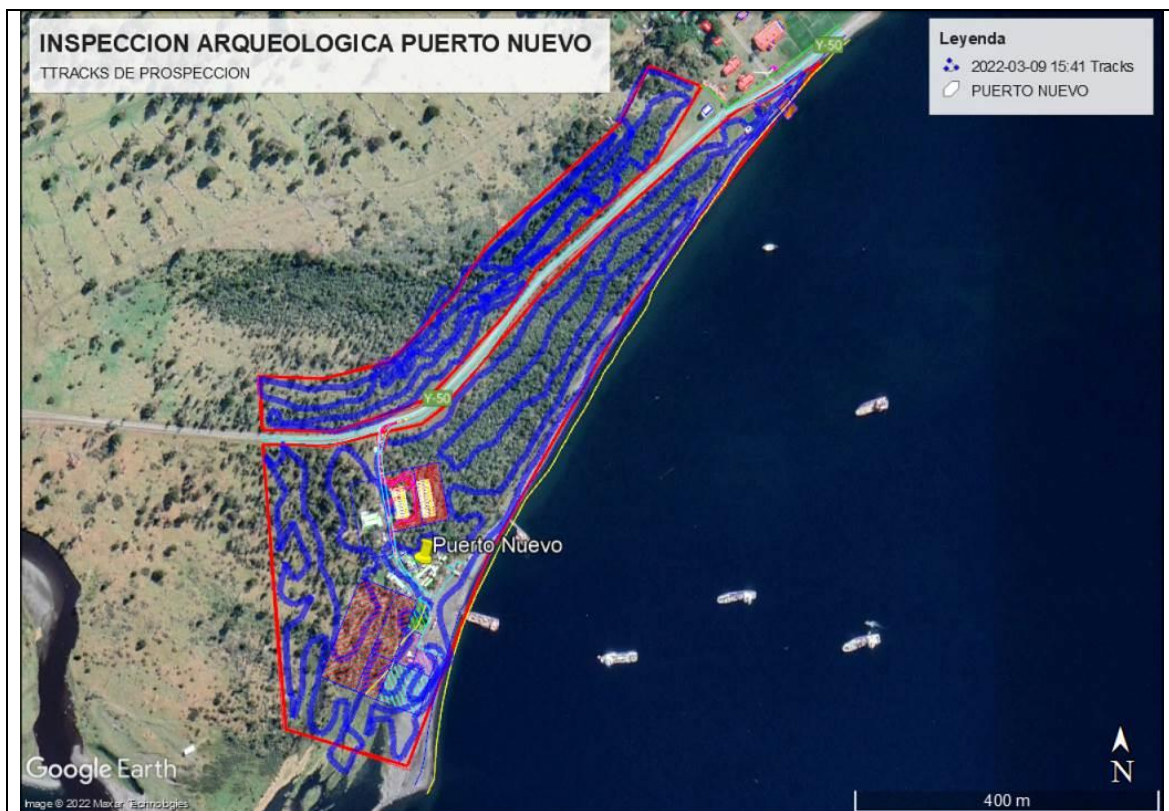 INSPECCION ARQUEOLOGICA PUERTO NUEVO
TTRACKS DE PROSPECCION
Leyenda
2022-03-09 15:41 Tracks
PUERTO NUEVO
Y-50
Y-50
Puerto Nuevo
Google Earth
Image © 2022 Maxar Technologies
400 m
N